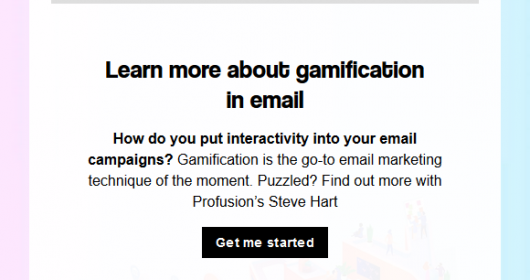 Learn more about gamification
in email
How do you put interactivity into your email
campaigns? Gamification is the go-to email marketing
technique of the moment. Puzzled? Find out more with
Profusion’s Steve Hart
Get me started